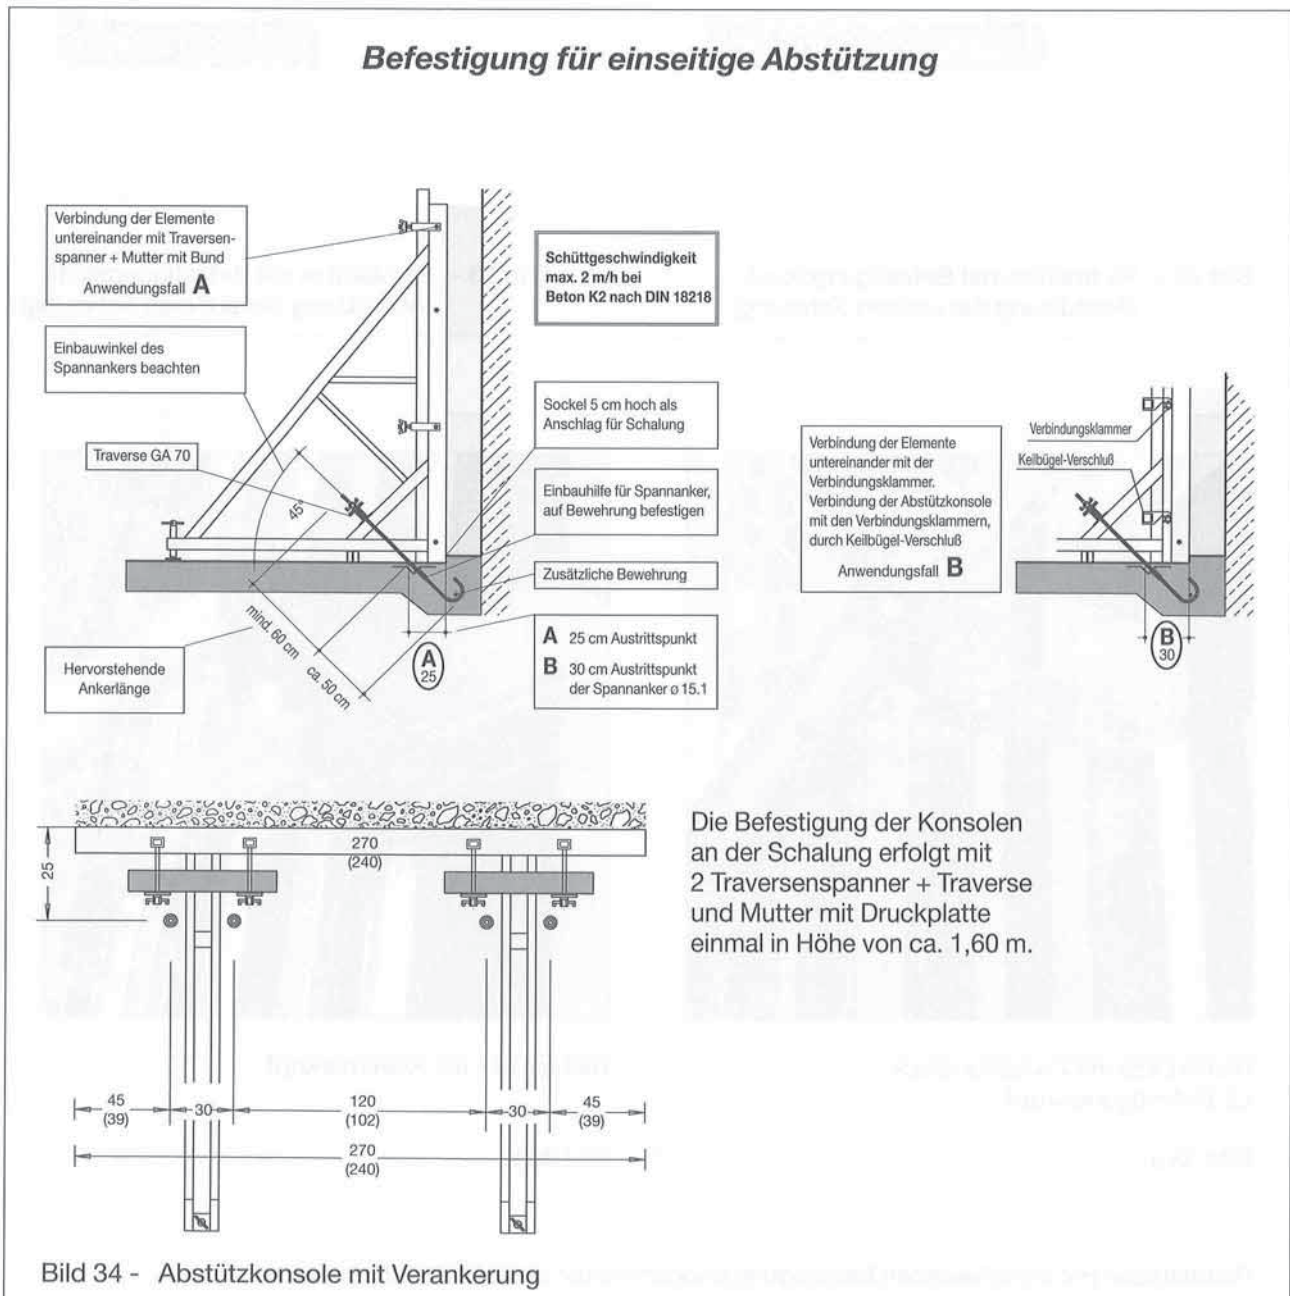 Befestigung für einseitige Abstützung
Verbindung der Elemente
untereinander mit Traversen-
spanner + Mutter mit Bund
Anwendungsfall A
Einbauwinkel des
Spannankers beachten
Traverse GA 70
45°
Hervorstehende
Ankerlänge
mind. 60 cm
ca. 50 cm
A
25
Schüttgeschwindigkeit
max. 2 m/h bei
Beton K2 nach DIN 18218
Sockel 5 cm hoch als
Anschlag für Schalung
Einbauhilfe für Spannanker,
auf Bewehrung befestigen
Zusätzliche Bewehrung
A 25 cm Austrittspunkt
B 30 cm Austrittspunkt
der Spannanker ø 15.1
Verbindung der Elemente
untereinander mit der
Verbindungsklammer.
Verbindung der Abstützkonsole
mit den Verbindungsklammern,
durch Keilbügel-Verschluß
Anwendungsfall B
Verbindungsklammer
Keilbügel-Verschluß
B
30
25
270
(240)
45
(39)
30
120
(102)
30
45
(39)
270
(240)
Die Befestigung der Konsolen
an der Schalung erfolgt mit
2 Traversenspanner + Traverse
und Mutter mit Druckplatte
einmal in Höhe von ca. 1,60 m.
Bild 34 - Abstützkonsole mit Verankerung